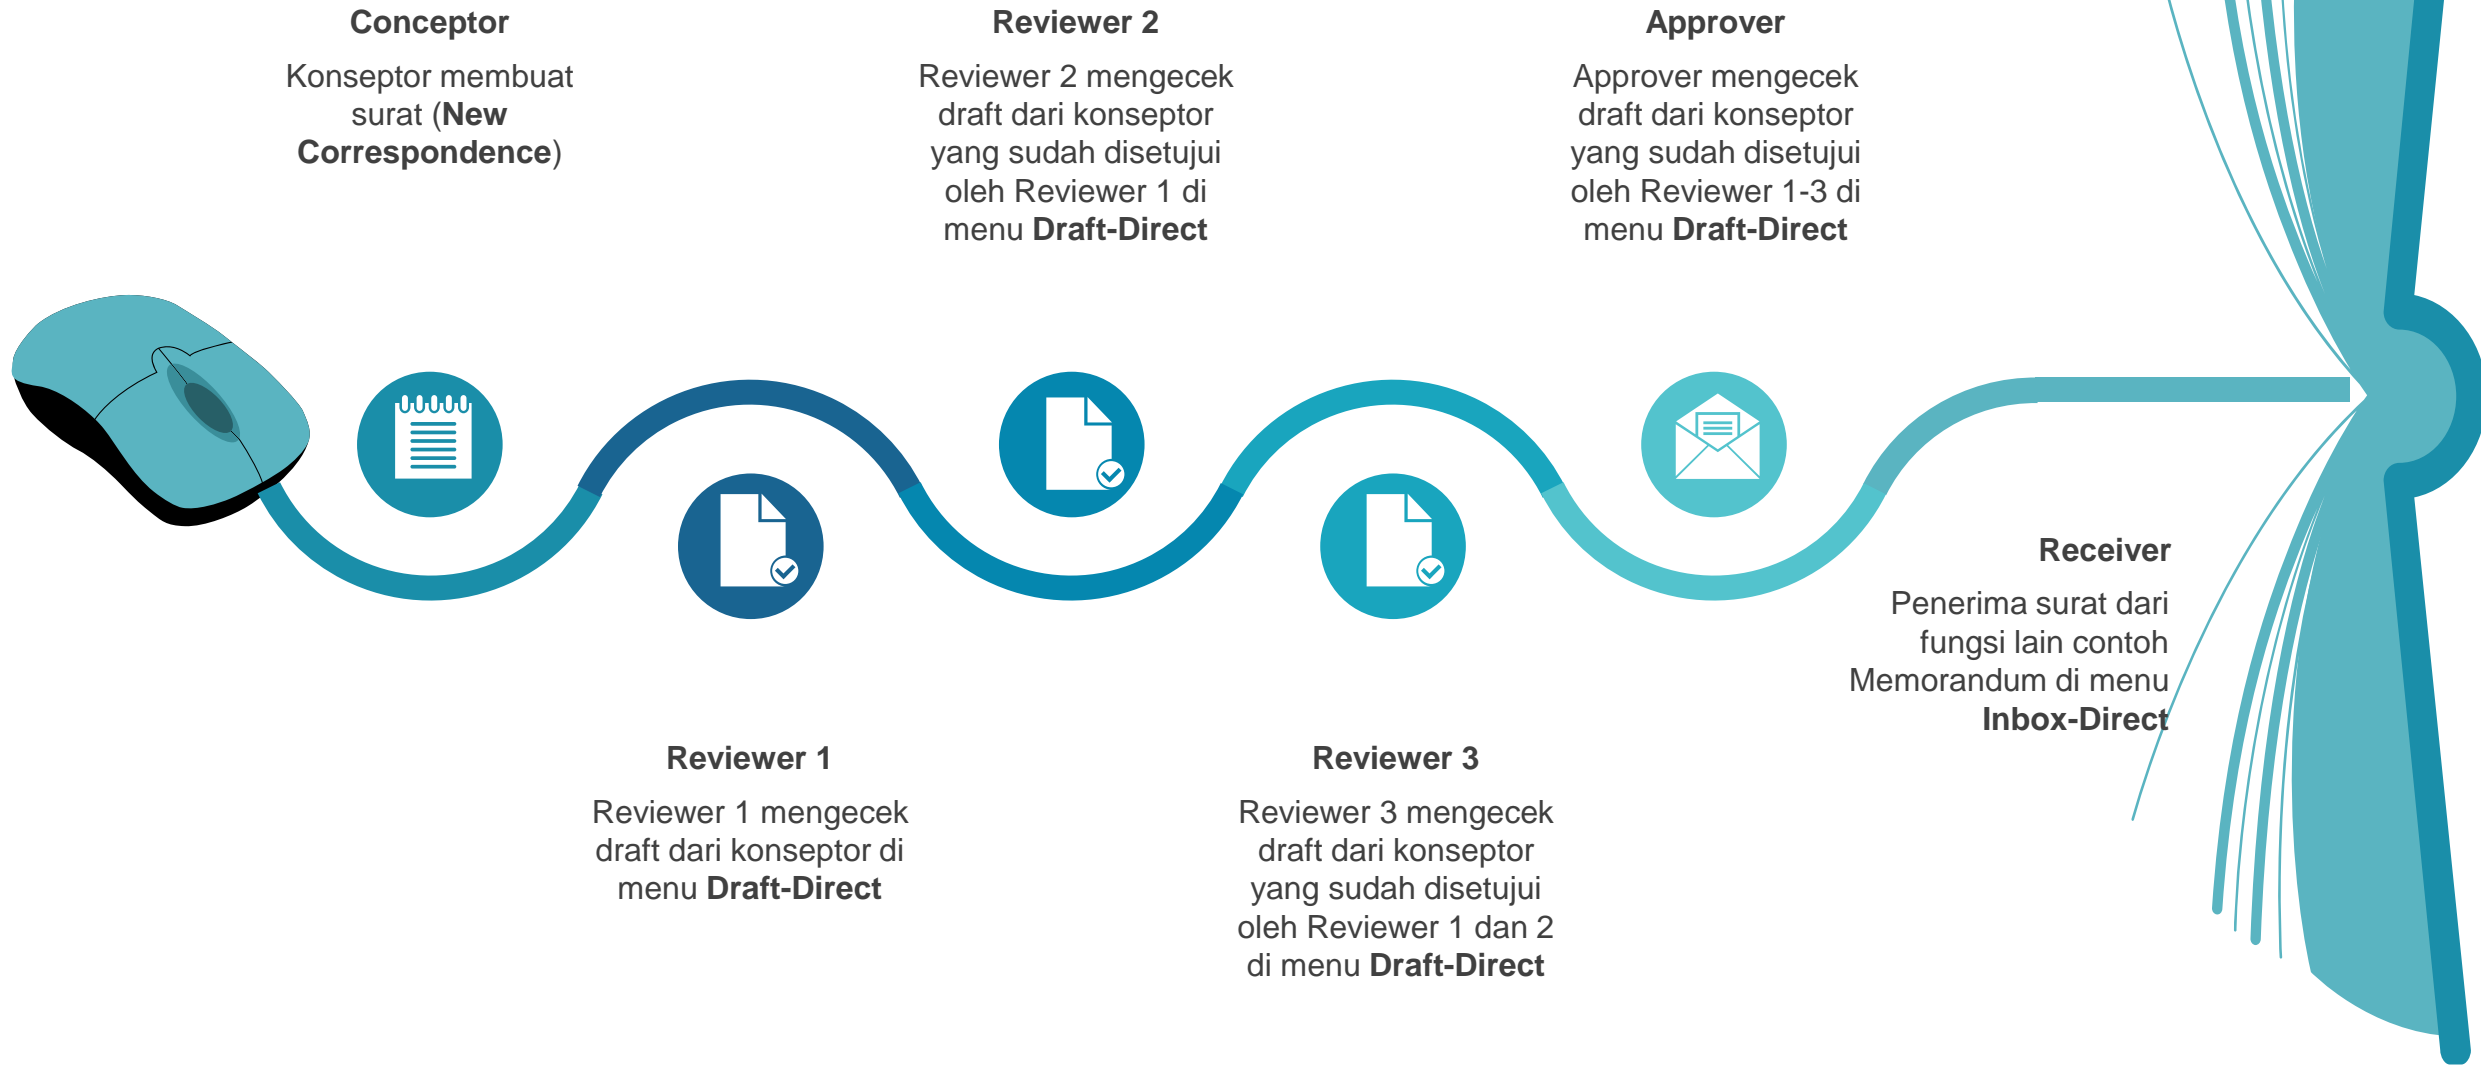 Conceptor
Konseptor membuat
surat (New
Correspondence)
Reviewer 1
Reviewer 1 mengecek
draft dari konseptor di
menu Draft-Direct
Reviewer 2
Reviewer 2 mengecek
draft dari konseptor
yang sudah disetujui
oleh Reviewer 1 di
menu Draft-Direct
Reviewer 3
Reviewer 3 mengecek
draft dari konseptor
yang sudah disetujui
oleh Reviewer 1 dan 2
di menu Draft-Direct
Approver
Approver mengecek
draft dari konseptor
yang sudah disetujui
oleh Reviewer 1-3 di
menu Draft-Direct
Receiver
Penerima surat dari
fungsi lain contoh
Memorandum di menu
Inbox-Direct